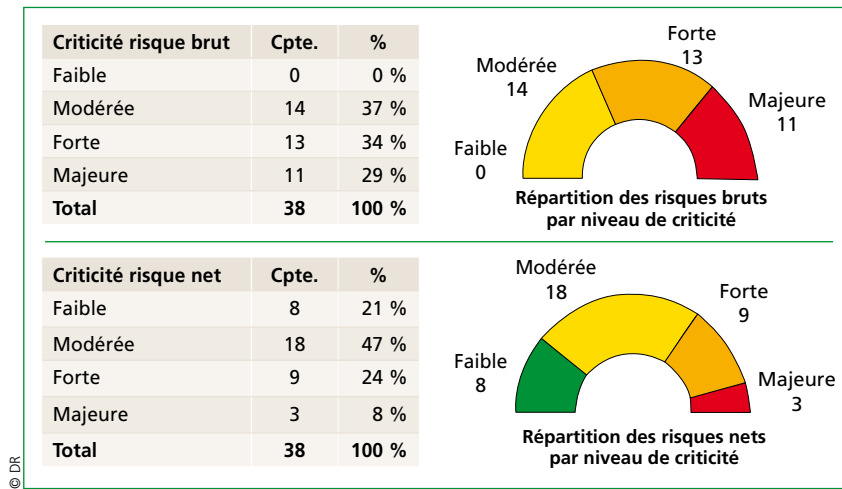 Criticité risque brut Cpte. %
Faible 0 0 %
Modérée 14 37 %
Forte 13 34 %
Majeure 11 29 %
Total 38 100 %
Forte
13
Modérée
14
Majeure
11
Faible
0
Répartition des risques bruts
par niveau de criticité
Criticité risque net Cpte. %
Faible 8 21 %
Modérée 18 47 %
Forte 9 24 %
Majeure 3 8 %
Total 38 100 %
Modérée
18
Forte
9
Faible
8
Majeure
3
Répartition des risques nets
par niveau de criticité
© DR